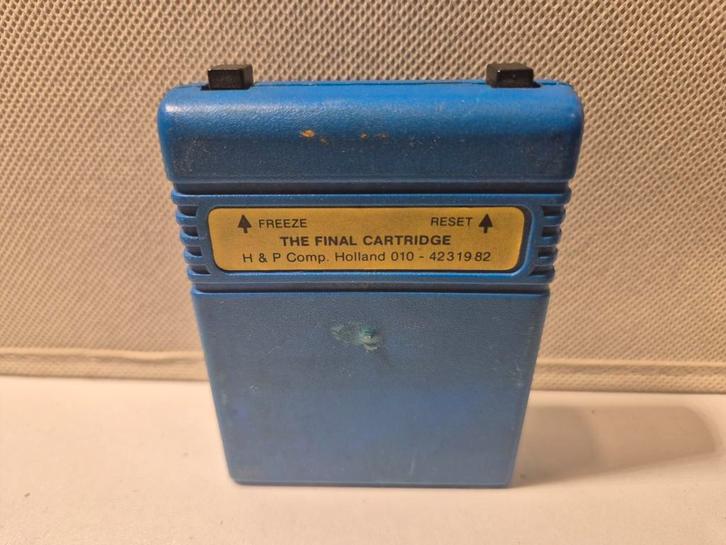 ↑ FREEZE RESET ↑
THE FINAL CARTRIDGE
H & P Comp. Holland 010 - 4231982